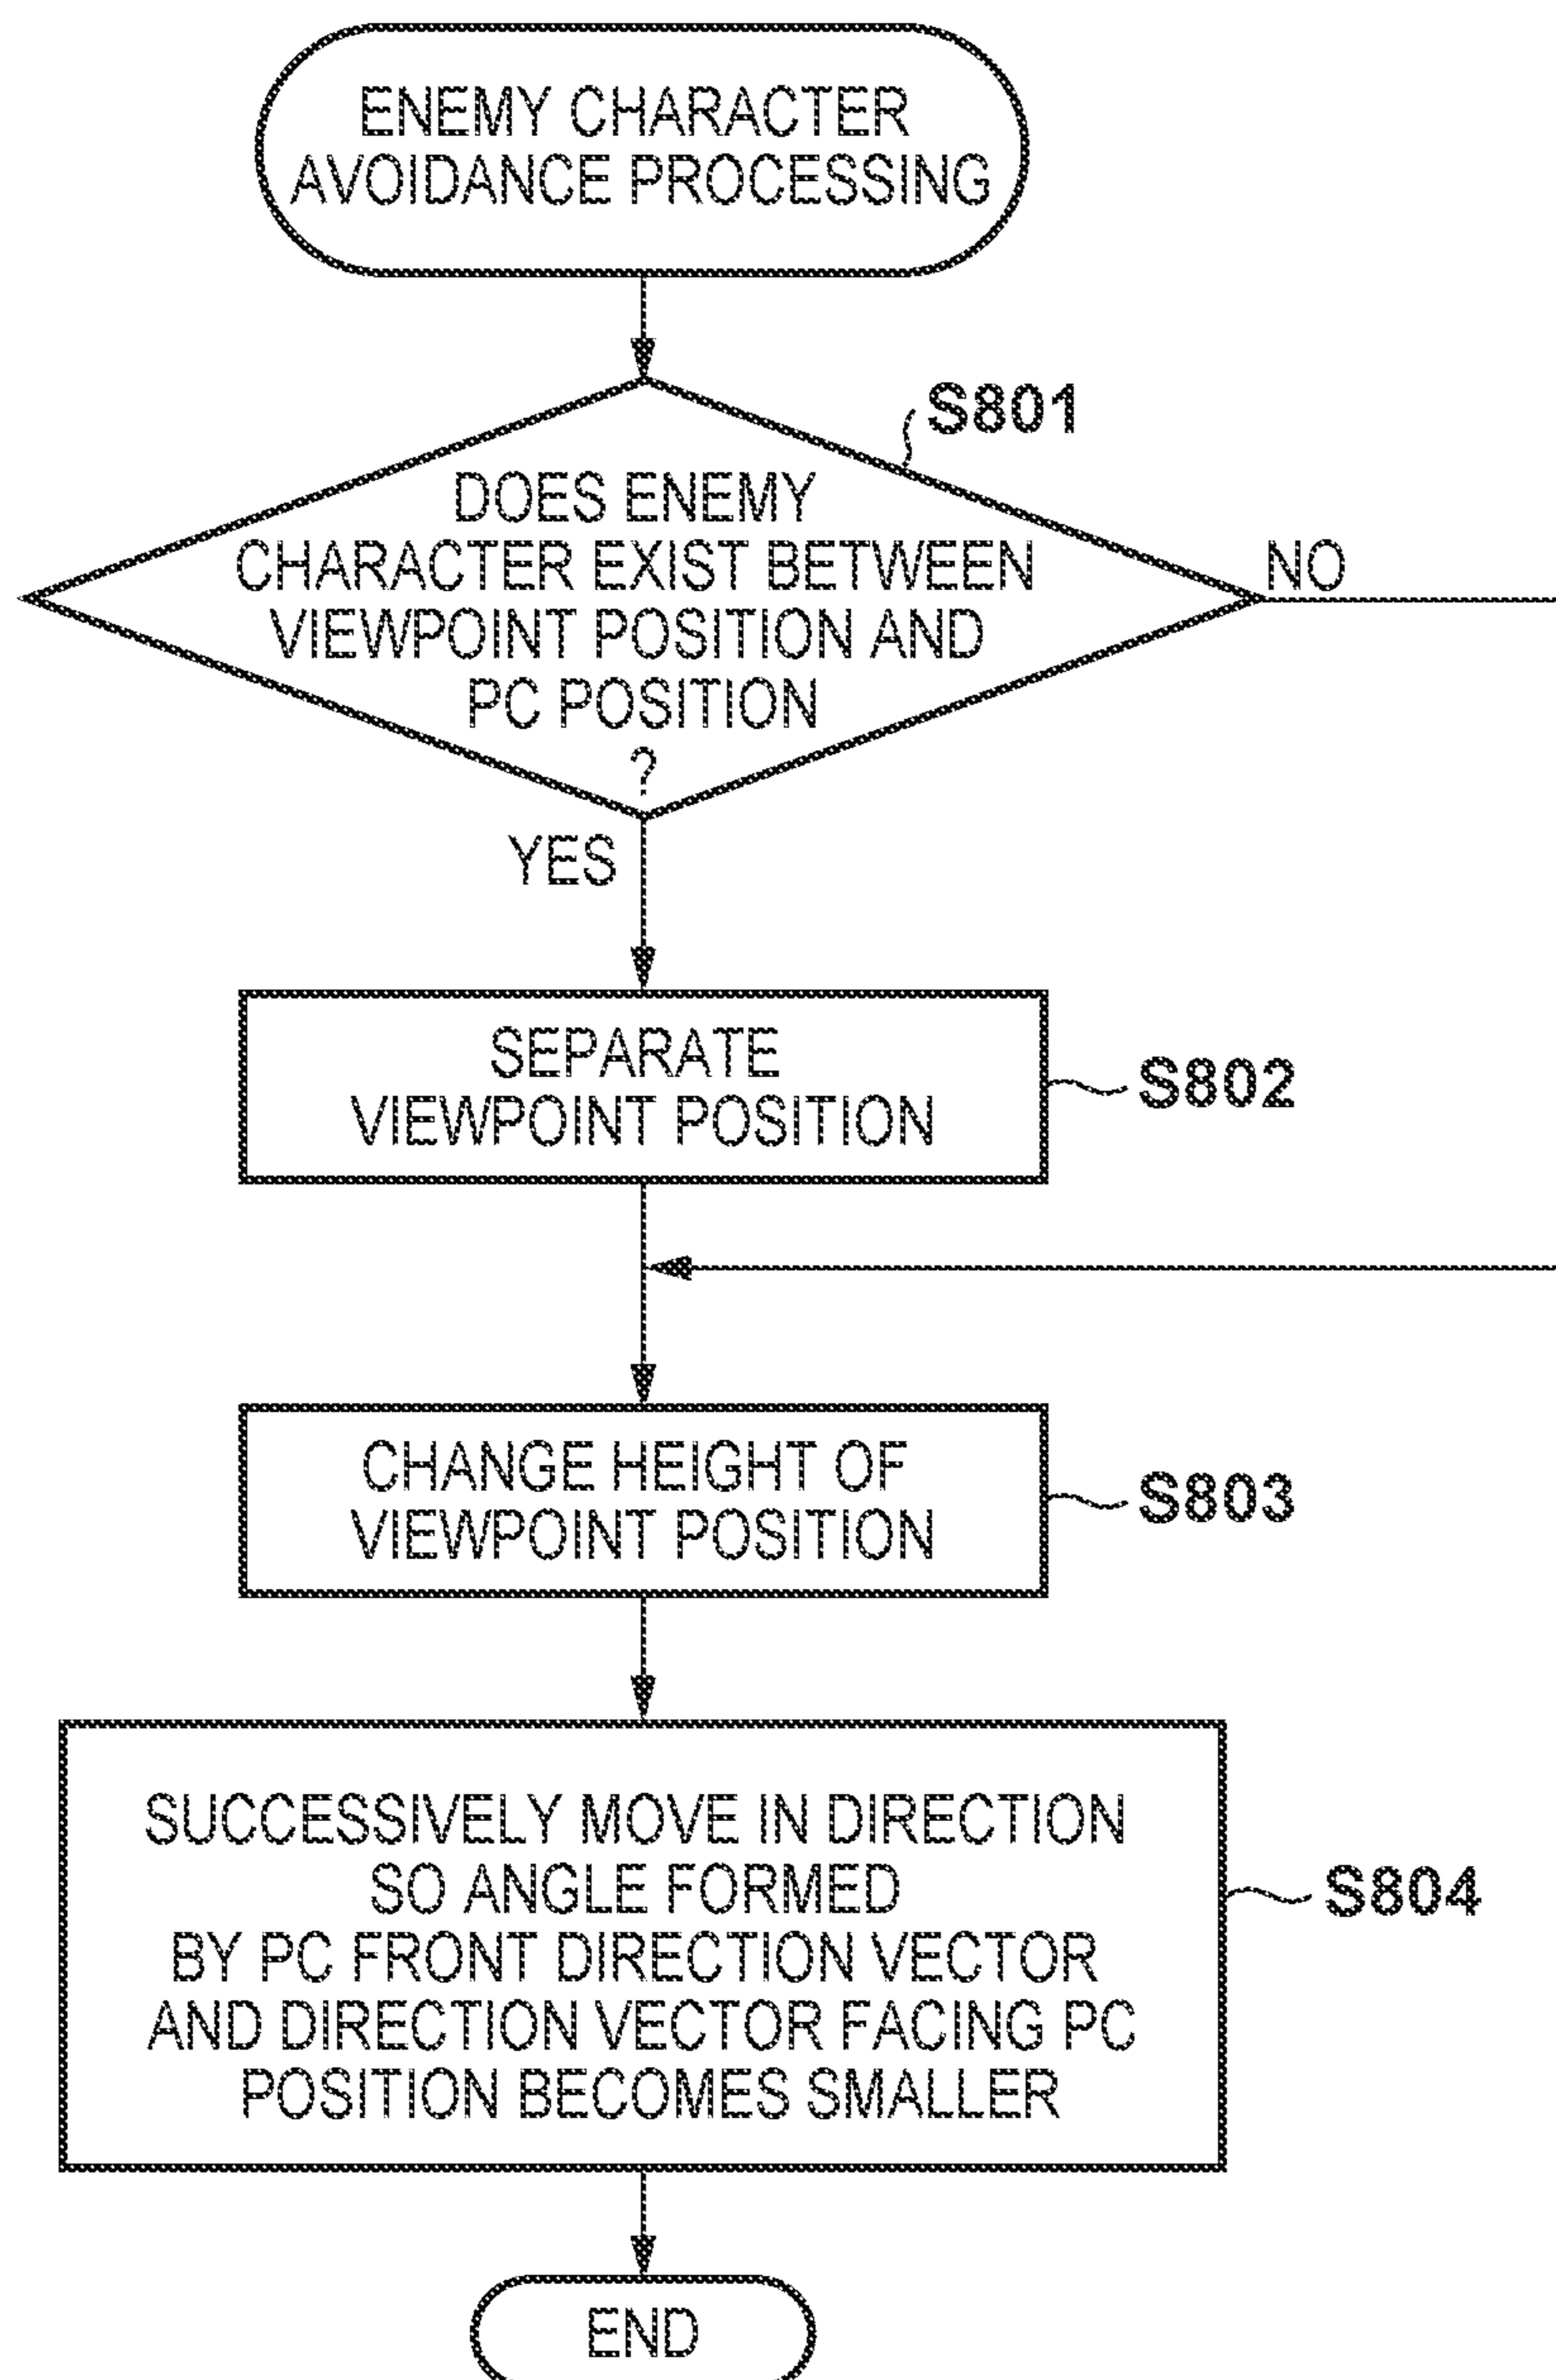 ENEMY CHARACTER
AVOIDANCE PROCESSING
S801
DOES ENEMY
CHARACTER EXIST BETWEEN
VIEWPOINT POSITION AND
PC POSITION
?
NO
YES
SEPARATE
VIEWPOINT POSITION
S802
CHANGE HEIGHT OF
VIEWPOINT POSITION
S803
SUCCESSIVELY MOVE IN DIRECTION
SO ANGLE FORMED
BY PC FRONT DIRECTION VECTOR
AND DIRECTION VECTOR FACING PC
POSITION BECOMES SMALLER
S804
END